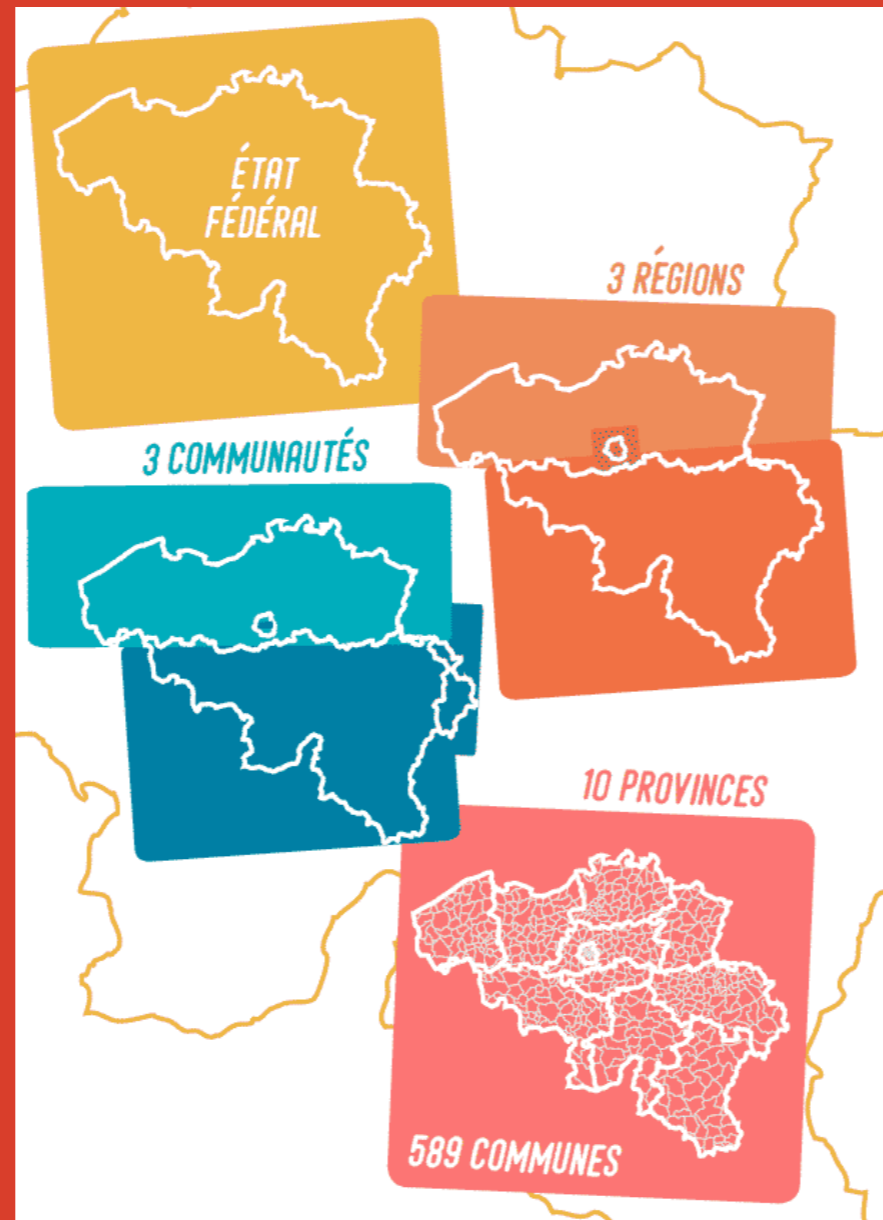 ÉTAT
FÉDÉRAL
3 RÉGIONS
3 COMMUNAUTÉS
10 PROVINCES
589 COMMUNES